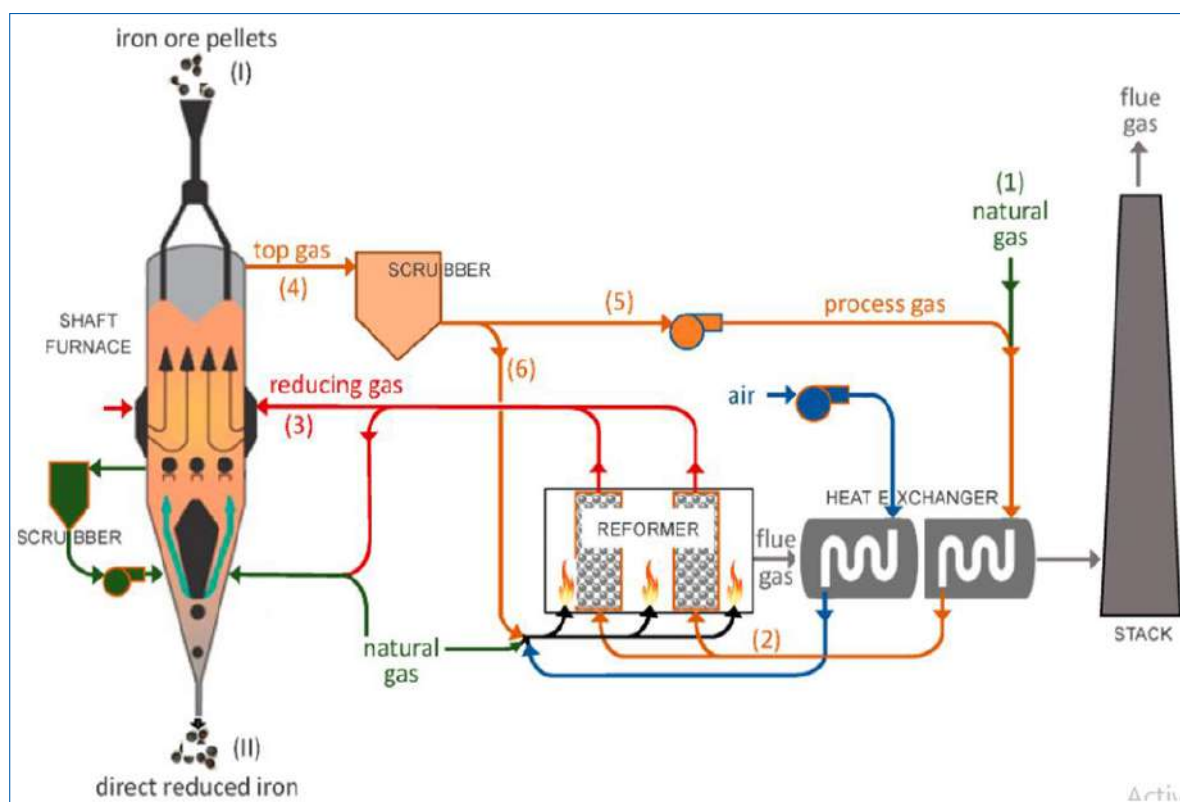 iron ore pellets
(I)
flue
gas
(1)
natural
gas
top gas
(4)
SCRUBBER
(5)
process gas
SHAFT
FURNACE
(6)
reducing gas
(3)
air
HEAT EXCHANGER
REFORMER
SCRUBBER
flue
gas
natural
gas
(2)
STACK
(II)
direct reduced iron
Activ